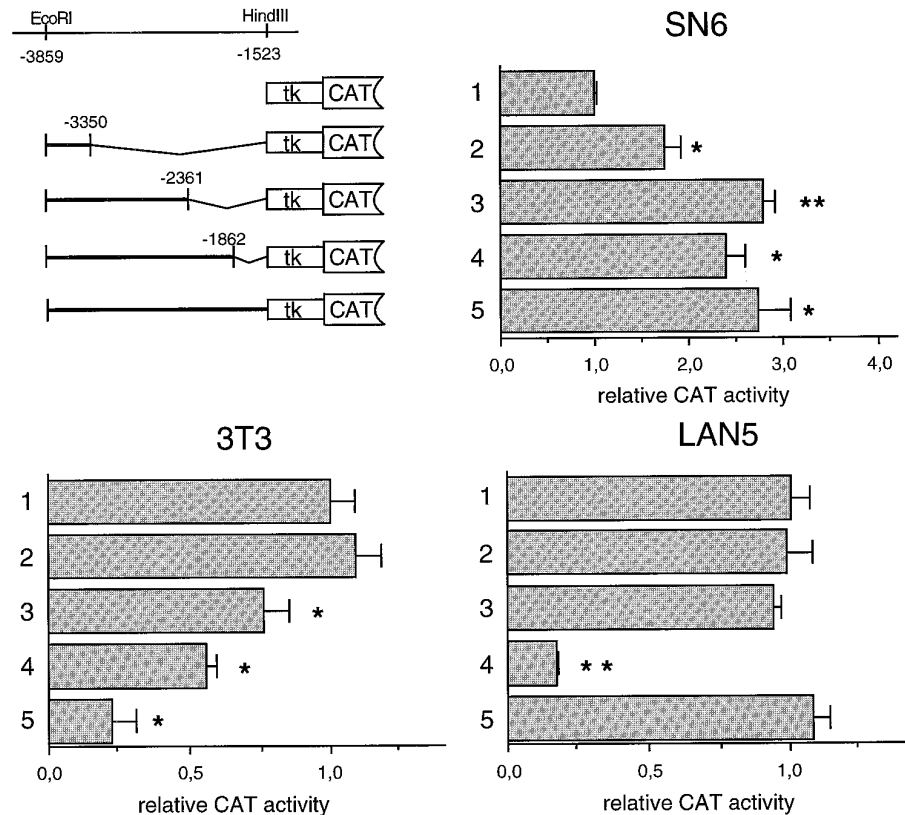 EcoRI HindIII
-3859 -1523
tk CAT
-3350
tk CAT
-2361
tk CAT
-1862
tk CAT
tk CAT
SN6
1
2 *
3 **
4 *
5 *
0,0 1,0 2,0 3,0 4,0
relative CAT activity
3T3
1
2
3 *
4 *
5 *
0,0 0,5 1,0
relative CAT activity
LAN5
1
2
3
4 * *
5
0,0 0,5 1,0
relative CAT activity